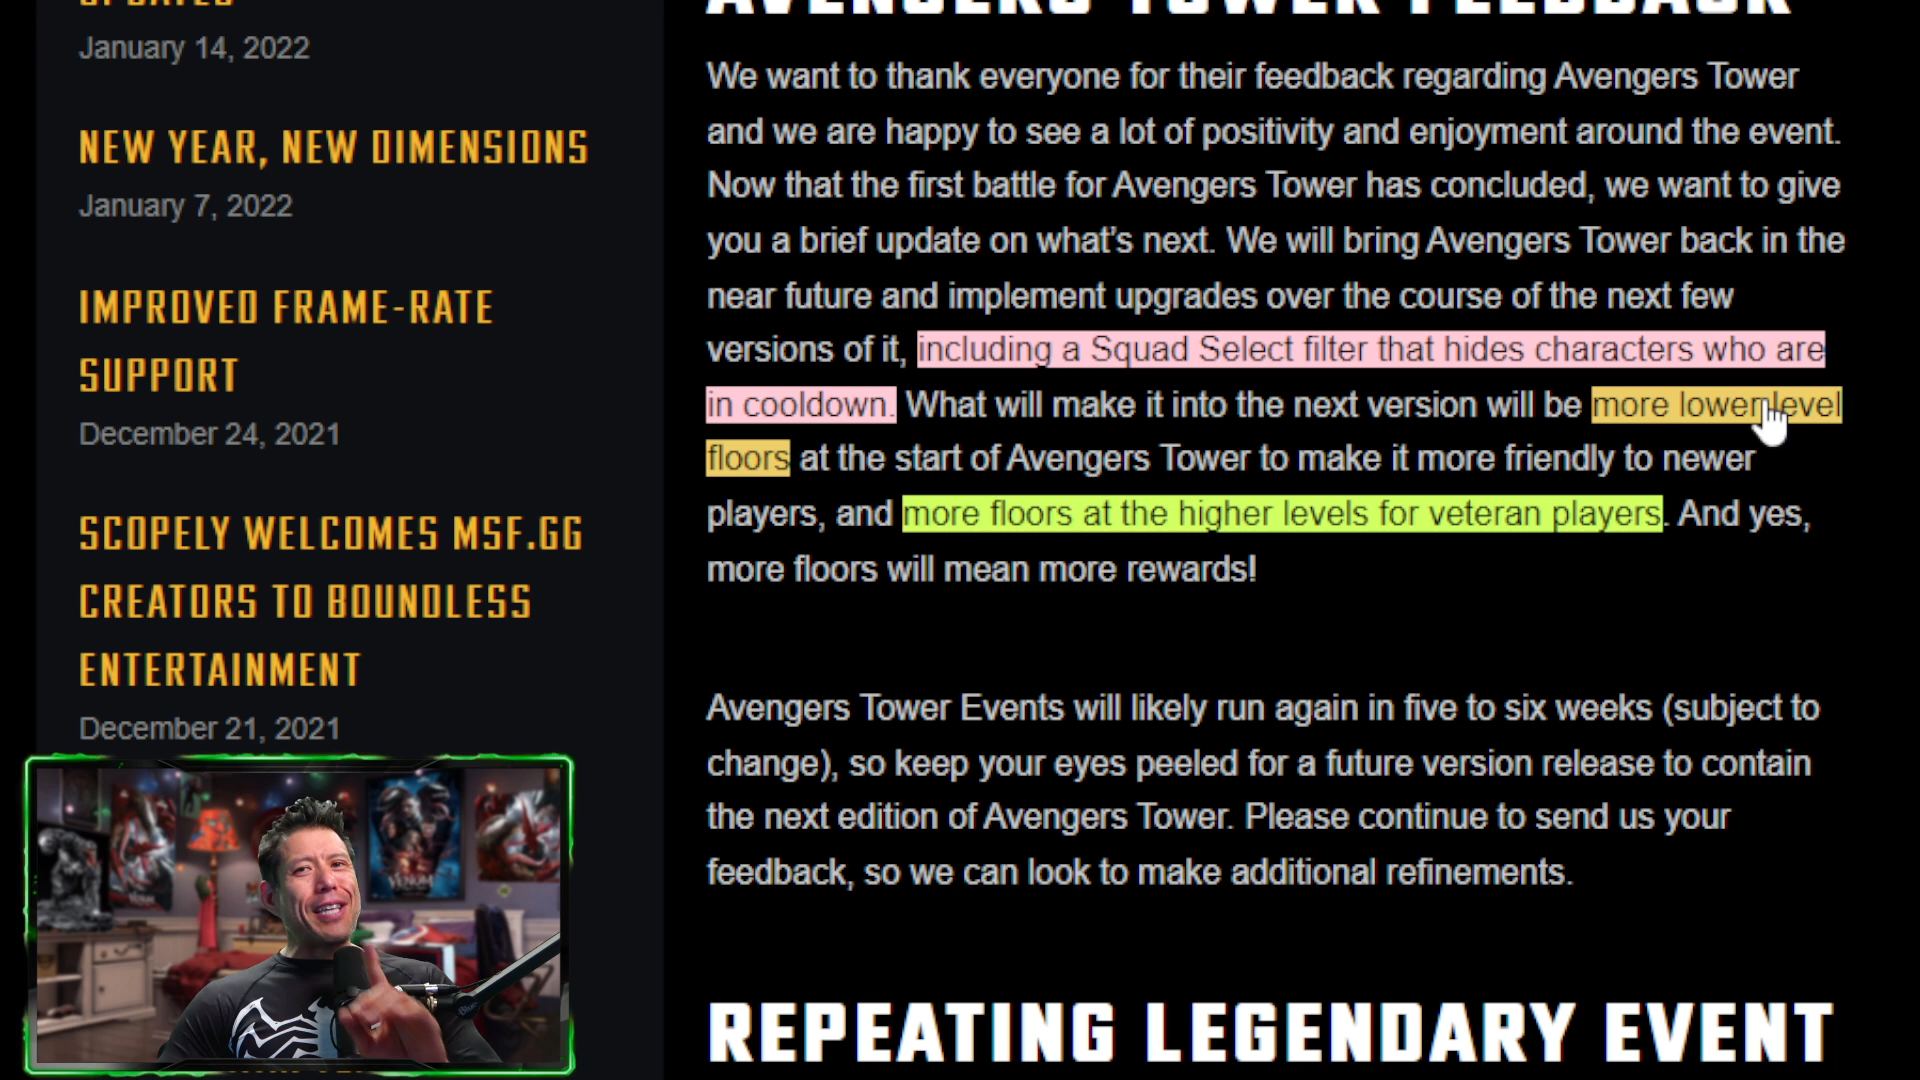 UPDATED
January 14, 2022
NEW YEAR, NEW DIMENSIONS
January 7, 2022
IMPROVED FRAME-RATE
SUPPORT
December 24, 2021
SCOPELY WELCOMES MSF.GG
CREATORS TO BOUNDLESS
ENTERTAINMENT
December 21, 2021
VENOM
AVENGERS TOWER FEEDBACK
We want to thank everyone for their feedback regarding Avengers Tower
and we are happy to see a lot of positivity and enjoyment around the event.
Now that the first battle for Avengers Tower has concluded, we want to give
you a brief update on what's next. We will bring Avengers Tower back in the
near future and implement upgrades over the course of the next few
versions of it, including a Squad Select filter that hides characters who are
in cooldown. What will make it into the next version will be more lower level
floors at the start of Avengers Tower to make it more friendly to newer
players, and more floors at the higher levels for veteran players. And yes,
more floors will mean more rewards!
Avengers Tower Events will likely run again in five to six weeks (subject to
change), so keep your eyes peeled for a future version release to contain
the next edition of Avengers Tower. Please continue to send us your
feedback, so we can look to make additional refinements.
REPEATING LEGENDARY EVENT